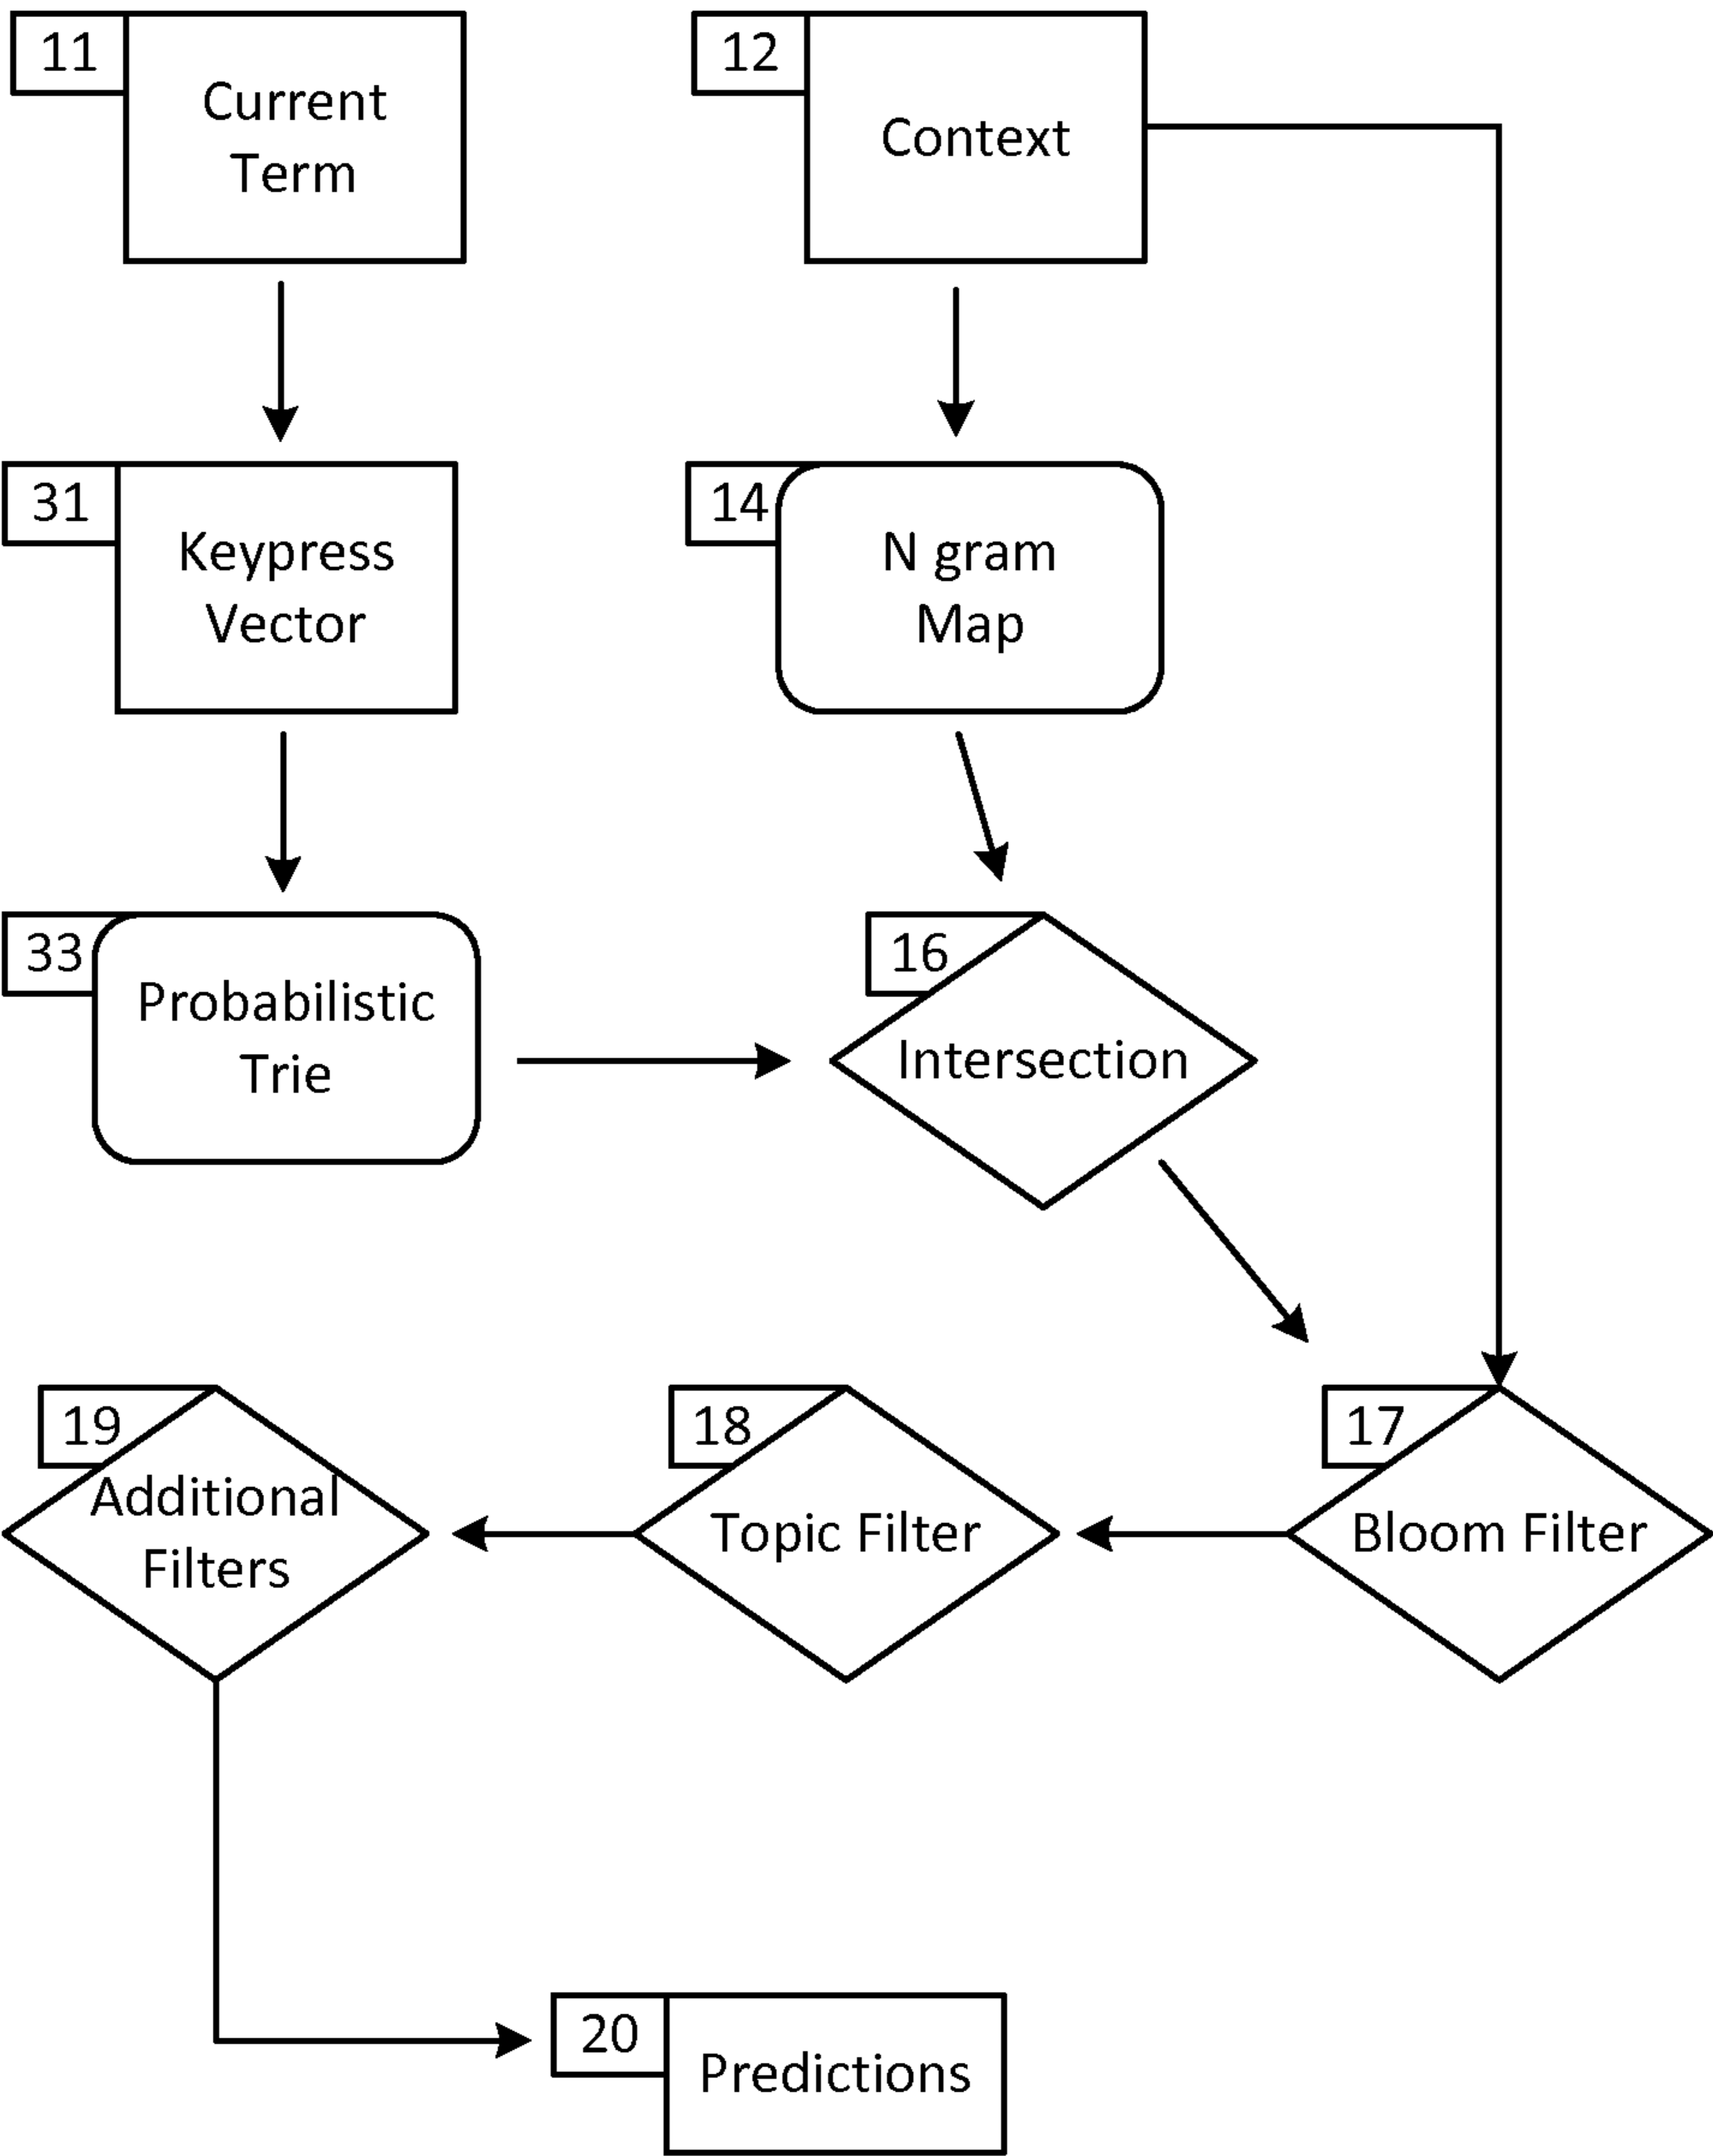 11
Current
Term
12
Context
31
Keypress
Vector
14
N gram
Map
33
Probabilistic
Trie
16
Intersection
19
Additional
Filters
18
Topic Filter
17
Bloom Filter
20
Predictions